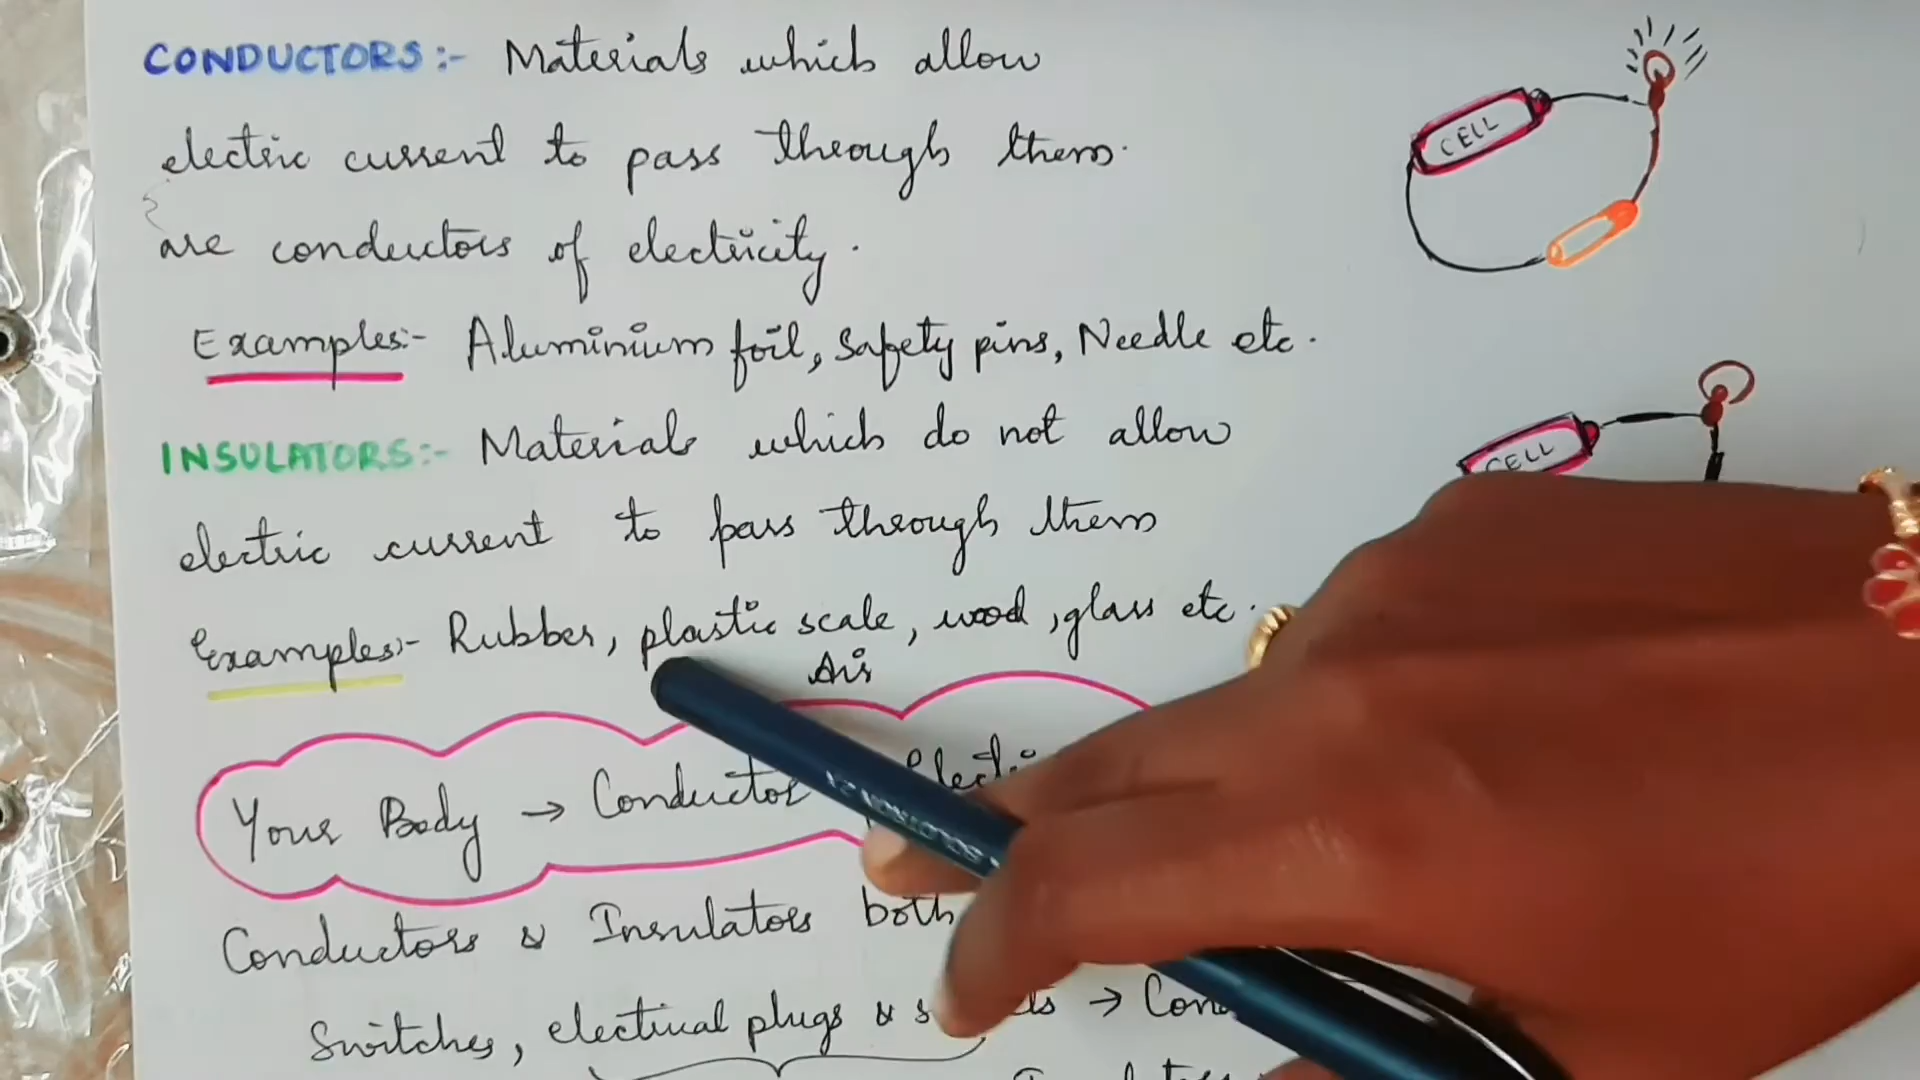 CONDUCTORS:- Materials which allow
electric current to pass through them.
are conductors of electricity.
Examples:- Aluminium foil, Safety pins, Needle etc.
INSULATORS:- Materials which do not allow
electric current to pass through them
Examples:- Rubber, plastic scale, wood, glass etc.
Air
Your Body → Conductor
Conductors & Insulators both
Switches, electrical plugs & →
CELL
CELL